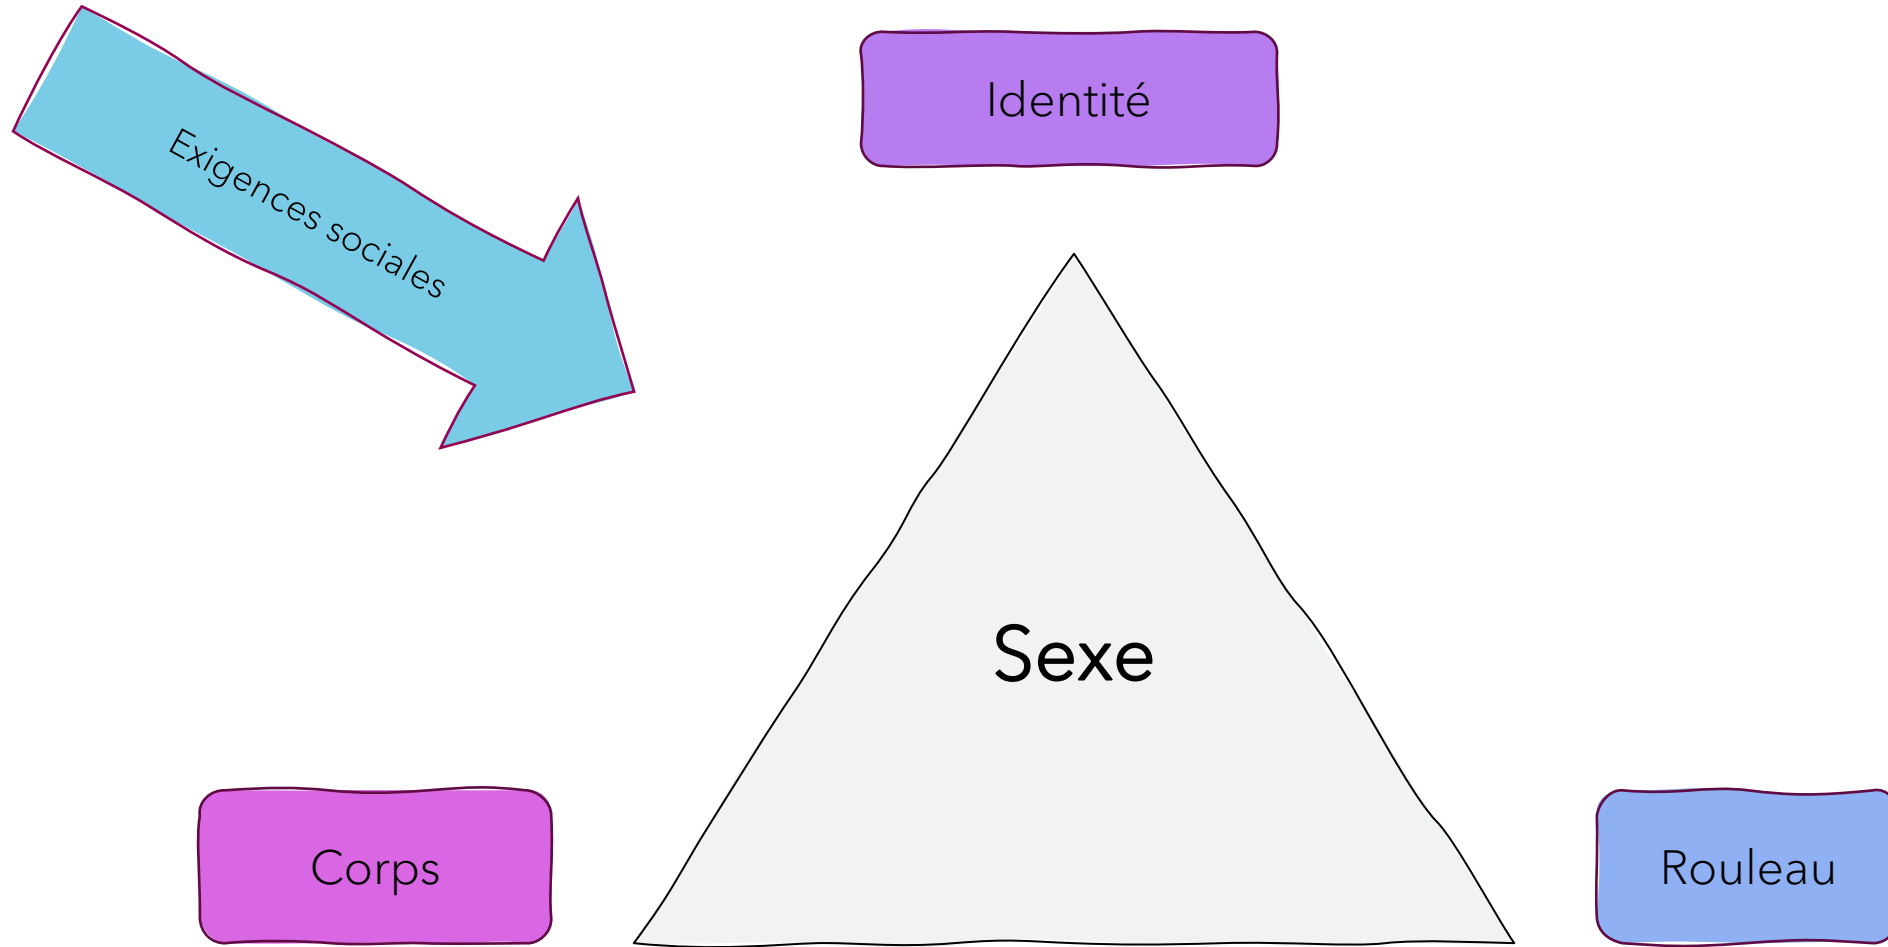 Identité
Exigences sociales
Sexe
Corps
Rouleau